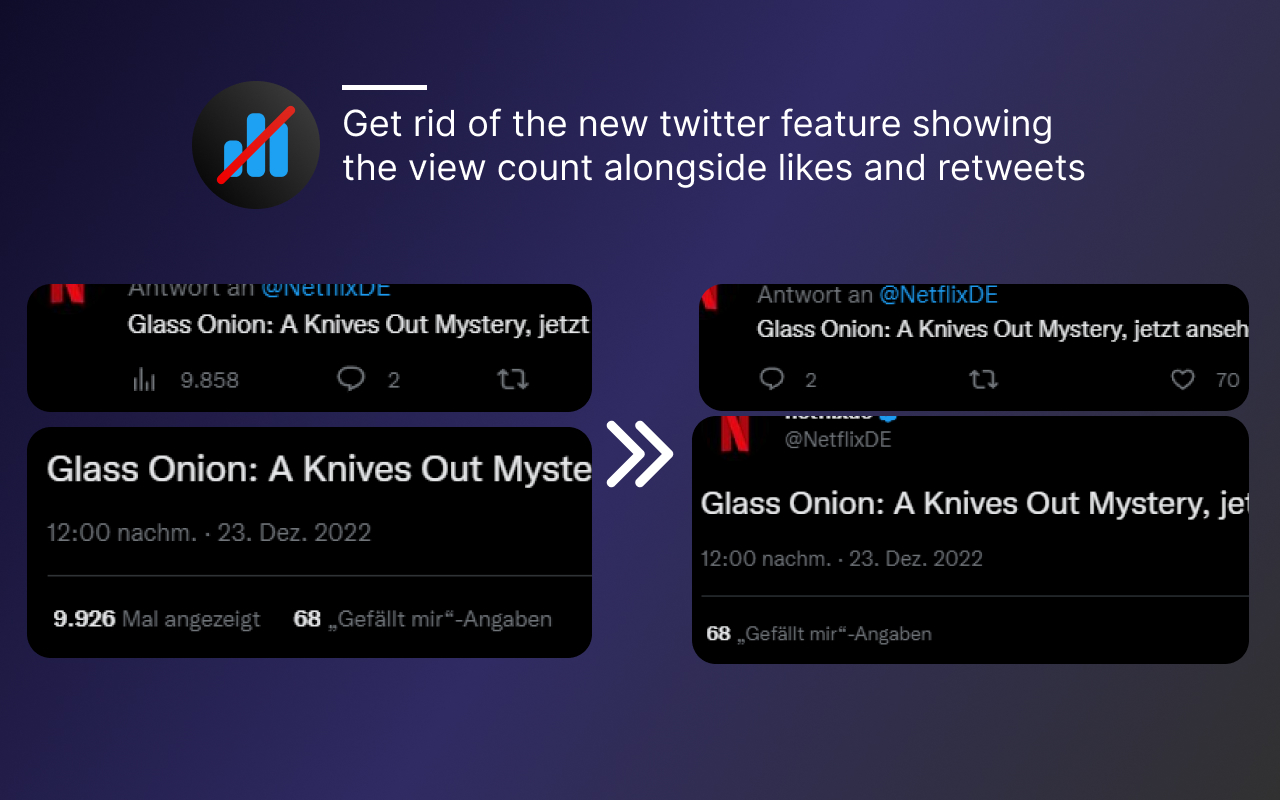 Get rid of the new twitter feature showing
the view count alongside likes and retweets
Antwort an @NetflixDE
Glass Onion: A Knives Out Mystery, jetzt
9.858 2
Glass Onion: A Knives Out Myste
12:00 nachm. · 23. Dez. 2022
9.926 Mal angezeigt 68 „Gefällt mir“-Angaben
Antwort an @NetflixDE
Glass Onion: A Knives Out Mystery, jetzt anseh
2 70
@NetflixDE
Glass Onion: A Knives Out Mystery, jet
12:00 nachm. · 23. Dez. 2022
68 „Gefällt mir“-Angaben